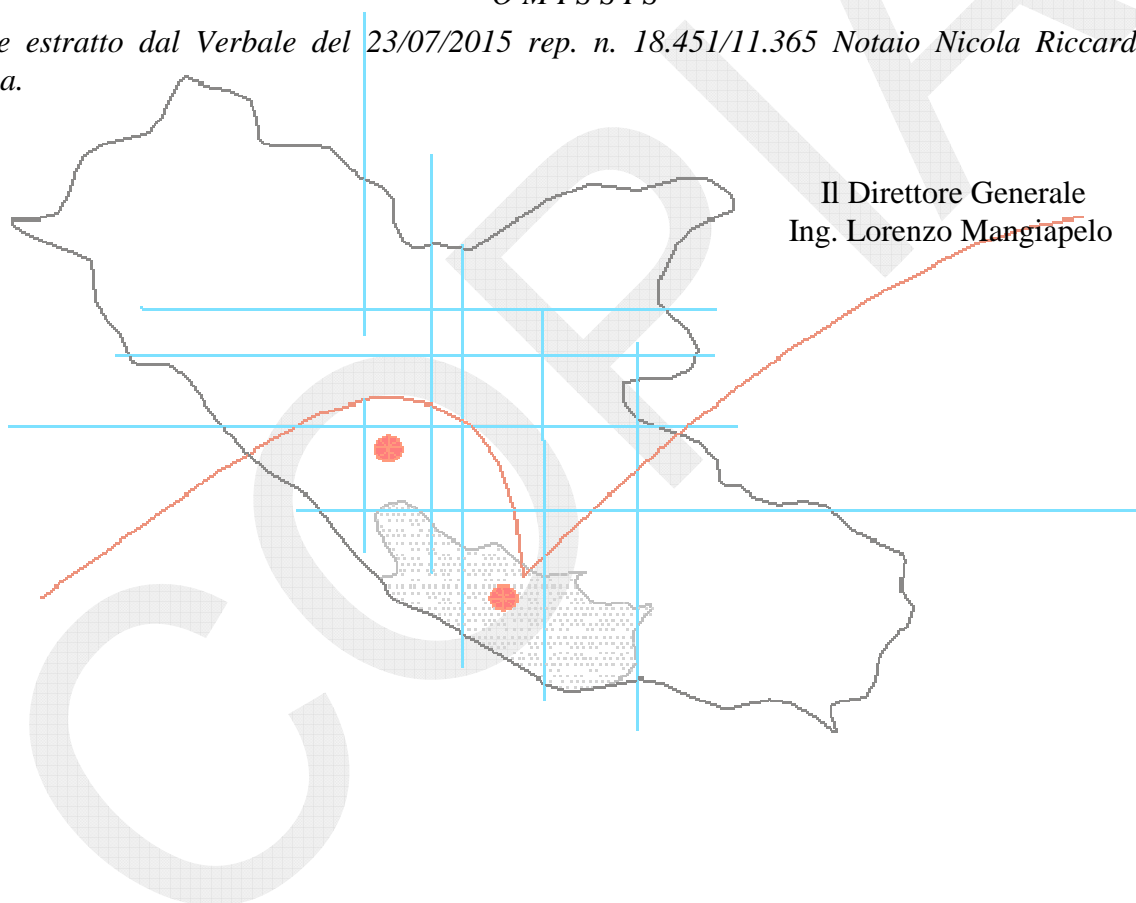 O M I S S I S
e estratto dal Verbale del 23/07/2015 rep. n. 18.451/11.365 Notaio Nicola Riccard
a.
Il Direttore Generale
Ing. Lorenzo Mangiapelo
COPIA